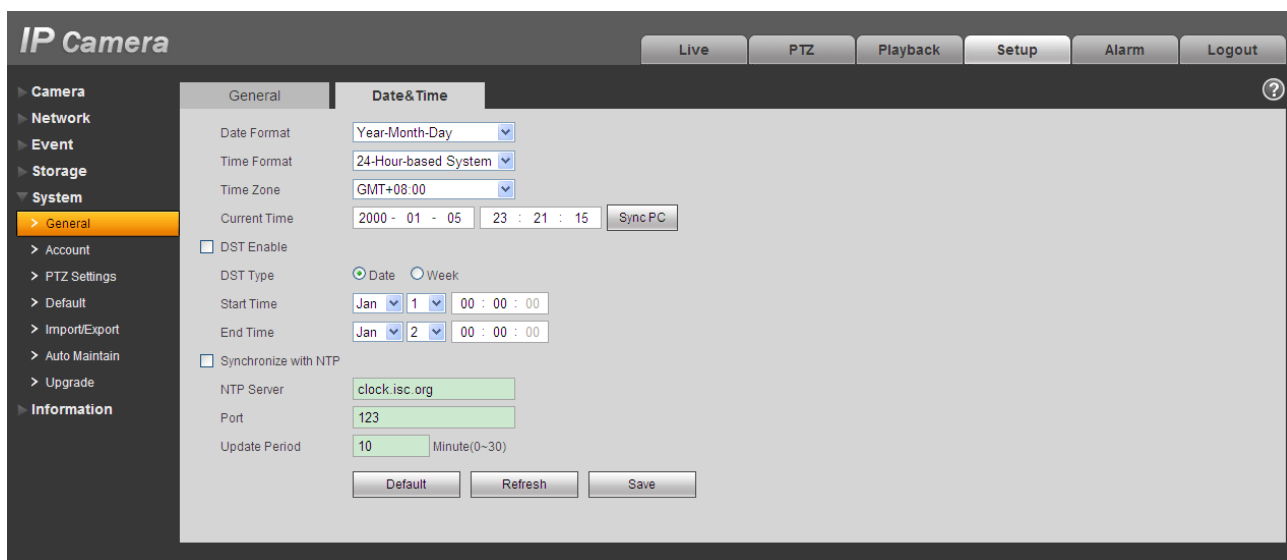 IP Camera
Live PTZ Playback Setup Alarm Logout
Camera
Network
Event
Storage
System
> General
> Account
> PTZ Settings
> Default
> Import/Export
> Auto Maintain
> Upgrade
Information
General Date&Time ?
Date Format Year-Month-Day
Time Format 24-Hour-based System
Time Zone GMT+08:00
Current Time 2000 - 01 - 05 23 : 21 : 15 Sync PC
DST Enable
DST Type Date Week
Start Time Jan 1 00 : 00 : 00
End Time Jan 2 00 : 00 : 00
Synchronize with NTP
NTP Server clock.isc.org
Port 123
Update Period 10 Minute(0~30)
Default Refresh Save